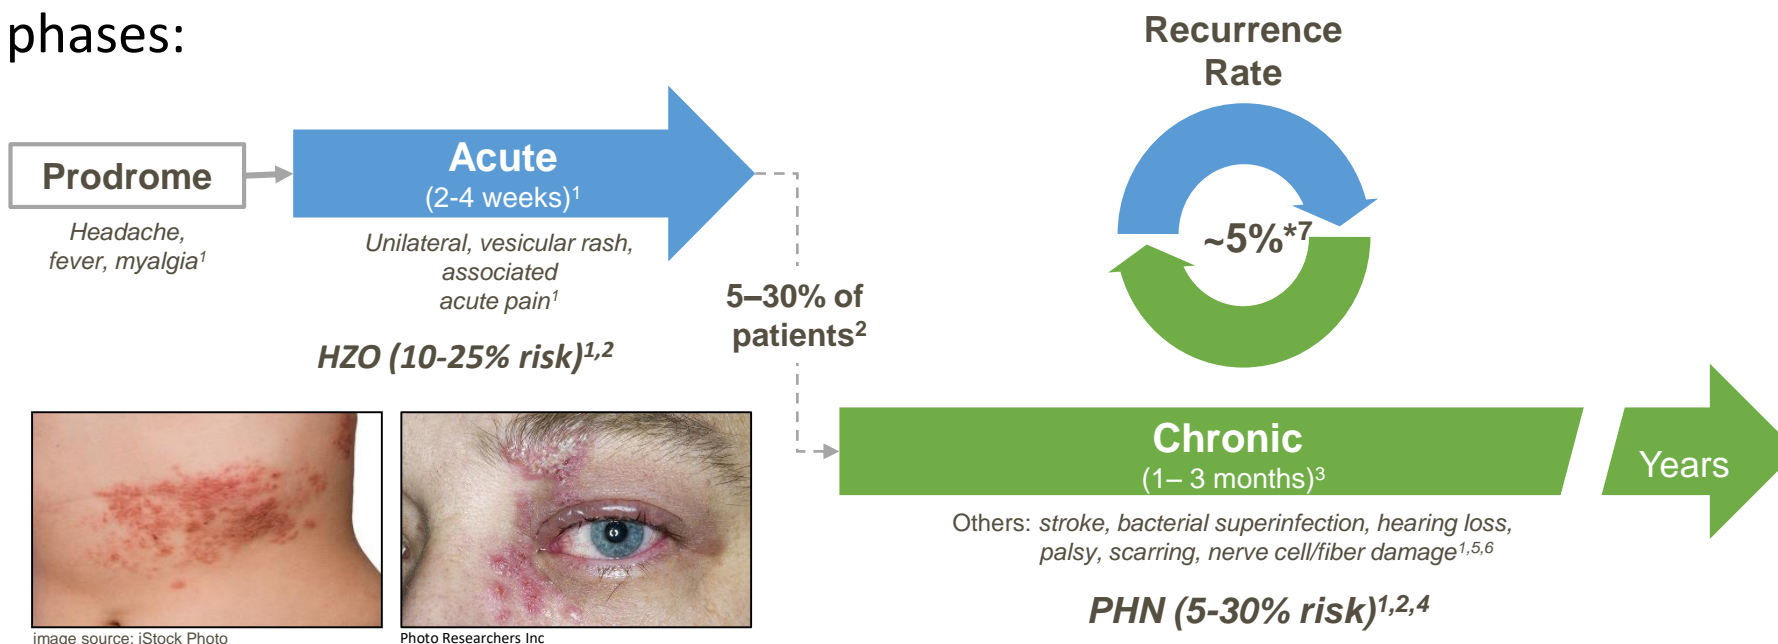 phases:
Recurrence
Rate
Prodrome
Headache,
fever, myalgia¹
Acute
(2-4 weeks)¹
Unilateral, vesicular rash,
associated
acute pain¹
HZO (10-25% risk)¹,²
5–30% of
patients²
~5%*⁷
Chronic
(1– 3 months)³
Years
Others: stroke, bacterial superinfection, hearing loss,
palsy, scarring, nerve cell/fiber damage¹,⁵,⁶
PHN (5-30% risk)¹,²,⁴
image source: iStock Photo
Photo Researchers Inc